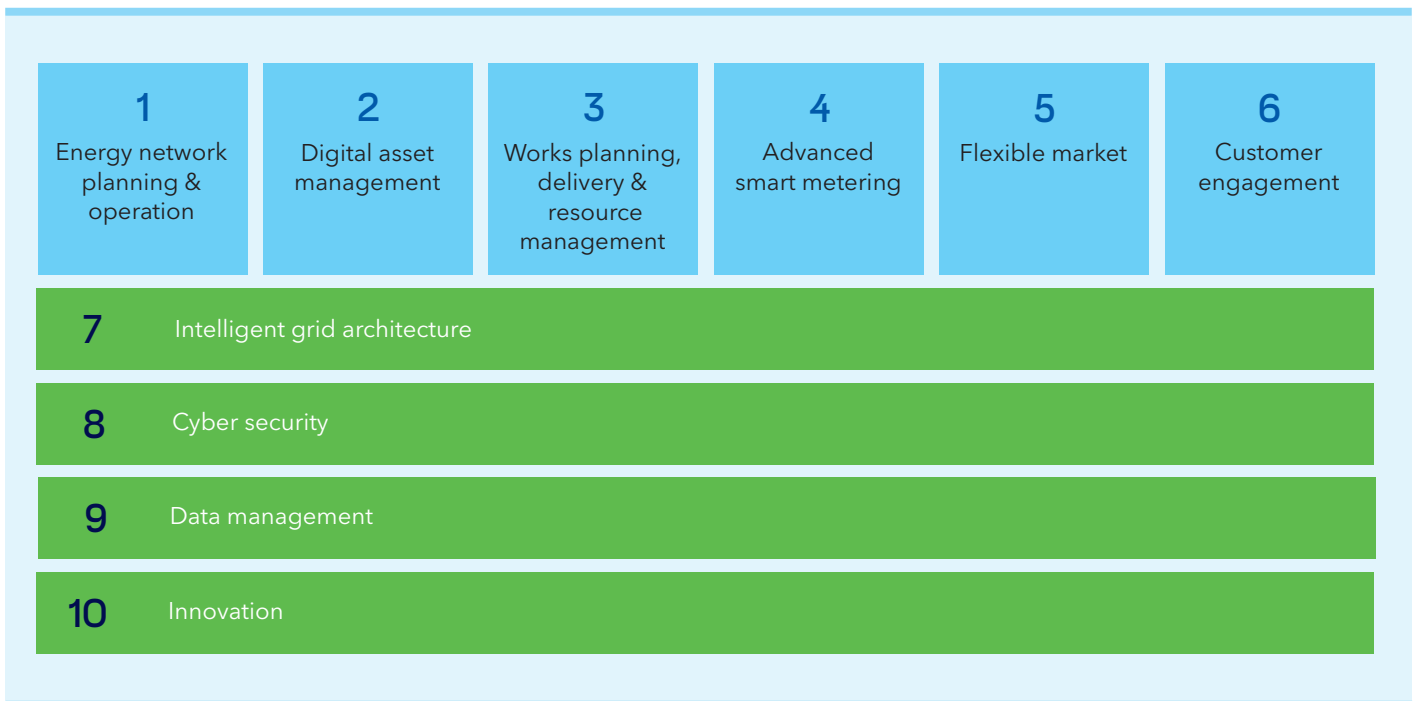 1
Energy network
planning &
operation
2
Digital asset
management
3
Works planning,
delivery &
resource
management
4
Advanced
smart metering
5
Flexible market
6
Customer
engagement
7 Intelligent grid architecture
8 Cyber security
9 Data management
10 Innovation